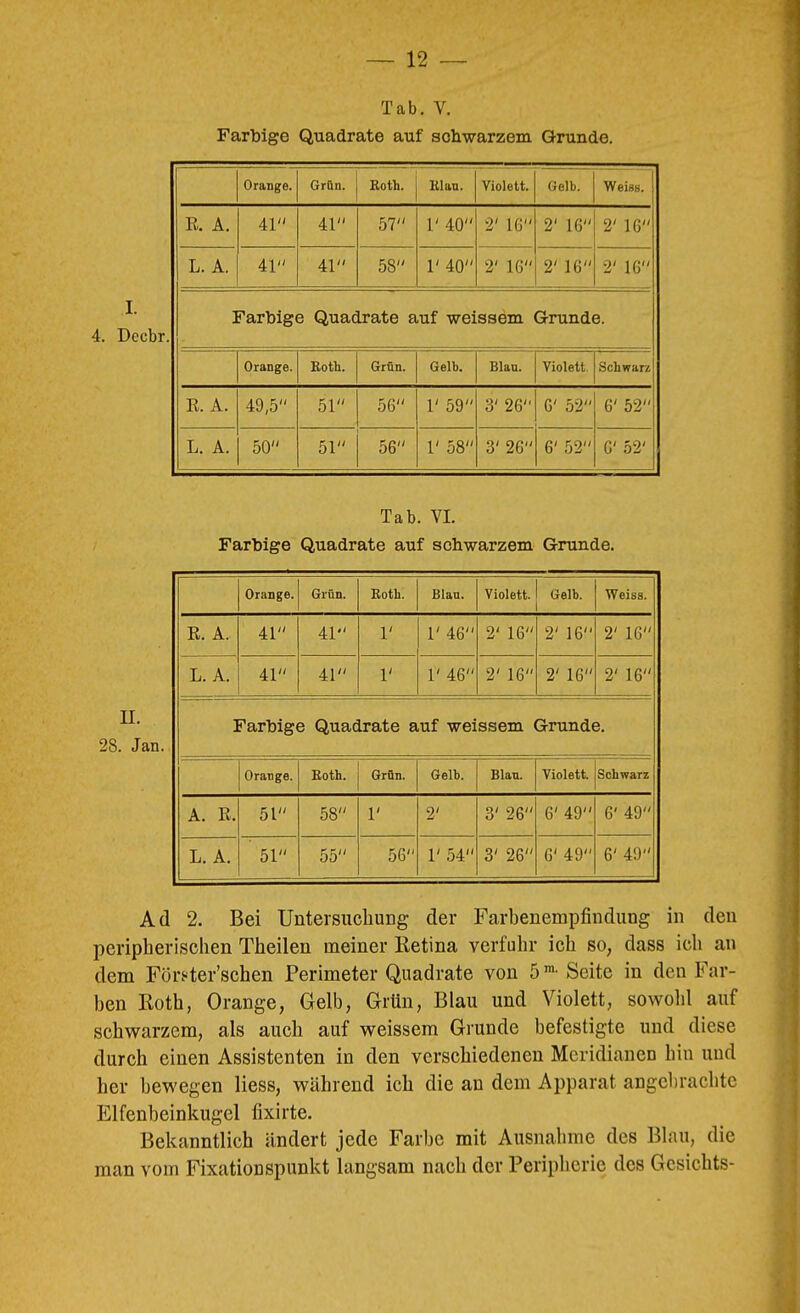 — 12 —
Tab. V.
Farbige Quadrate auf schwarzem Grunde.
Orange. Grün. Roth. Blau. Violett. Gelb. Weiss.
R. A. 41" 41" 57" 1' 40" 2' 16" 2' 16" 2' 16"
L. A. 41" 41" 58" 1' 40" 2' 16" 2' 16" 2' 16"
I.
4. Decbr.
Farbige Quadrate auf weissem Grunde.
Orange. Roth. Grün. Gelb. Blau. Violett. Schwarz
R. A. 49,5" 51" 56" 1' 59" 3' 26" 6' 52" 6' 52"
L. A. 50" 51" 56" 1' 58" 3' 26" 6' 52" 6' 52'
Tab. VI.
Farbige Quadrate auf schwarzem Grunde.
Orange. Grün. Roth. Blau. Violett. Gelb. Weiss.
R. A. 41" 41" 1' 1' 46" 2' 16" 2' 16" 2' 16"
L. A. 41" 41" 1' 1' 46" 2' 16" 2' 16" 2' 16"
II.
28. Jan.
Farbige Quadrate auf weissem Grunde.
Orange. Roth. Grün. Gelb. Blau. Violett. Schwarz
A. R. 51" 58" 1' 2' 3' 26" 6' 49" 6' 49"
L. A. 51" 55" 56" 1' 54" 3' 26" 6' 49" 6' 49"
Ad 2. Bei Untersuchung der Farbenempfindung in den
peripherischen Theilen meiner Retina verfuhr ich so, dass ich an
dem Förster'schen Perimeter Quadrate von 5m. Seite in den Far-
ben Roth, Orange, Gelb, Grün, Blau und Violett, sowohl auf
schwarzem, als auch auf weissem Grunde befestigte und diese
durch einen Assistenten in den verschiedenen Meridianen hin und
her bewegen liess, während ich die an dem Apparat angebrachte
Elfenbeinkugel fixirte.
Bekanntlich ändert jede Farbe mit Ausnahme des Blau, die
man vom Fixationspunkt langsam nach der Peripherie des Gesichts-